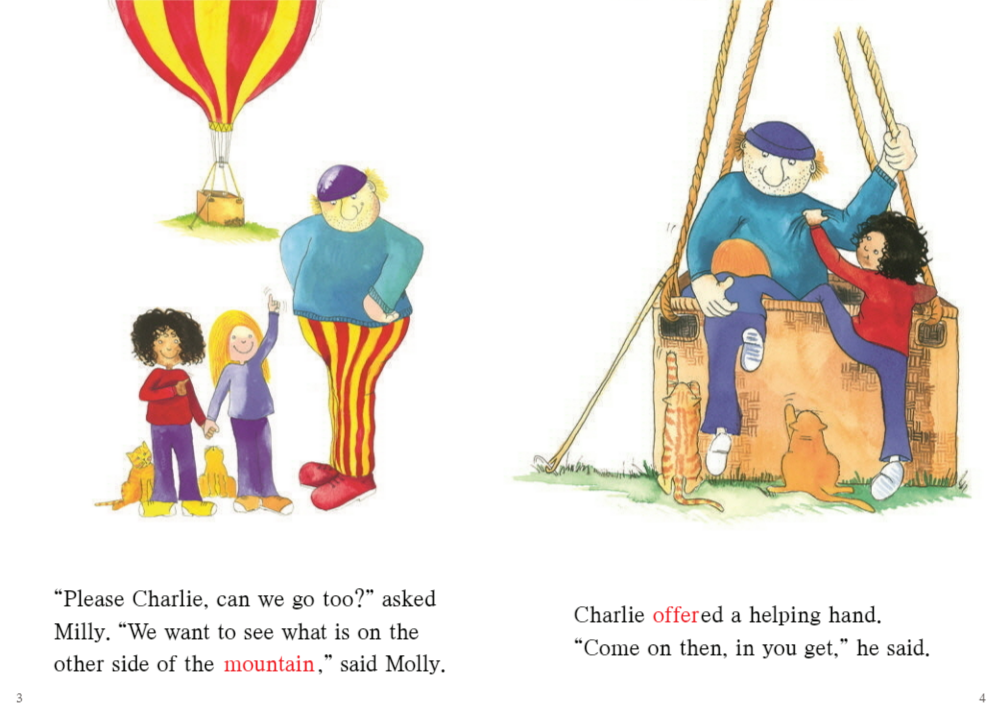 “Please Charlie, can we go too?” asked
Milly. “We want to see what is on the
other side of the mountain,” said Molly.
3
Charlie offered a helping hand.
“Come on then, in you get,” he said.
4